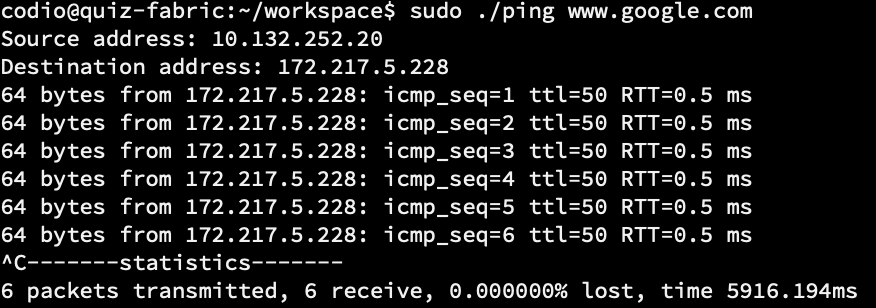 codio@quiz-fabric:~/workspace$ sudo ./ping www.google.com
Source address: 10.132.252.20
Destination address: 172.217.5.228
64 bytes from 172.217.5.228: icmp_seq=1 ttl=50 RTT=0.5 ms
64 bytes from 172.217.5.228: icmp_seq=2 ttl=50 RTT=0.5 ms
64 bytes from 172.217.5.228: icmp_seq=3 ttl=50 RTT=0.5 ms
64 bytes from 172.217.5.228: icmp_seq=4 ttl=50 RTT=0.5 ms
64 bytes from 172.217.5.228: icmp_seq=5 ttl=50 RTT=0.5 ms
64 bytes from 172.217.5.228: icmp_seq=6 ttl=50 RTT=0.5 ms
^C-------statistics-------
6 packets transmitted, 6 receive, 0.000000% lost, time 5916.194ms